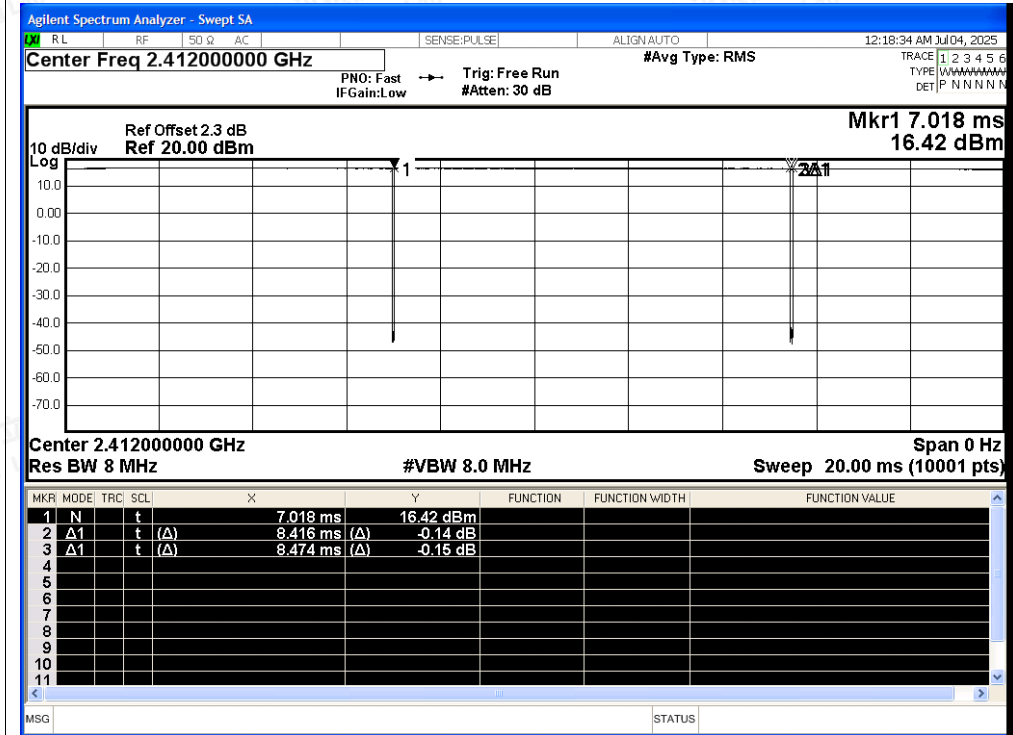 Agilent Spectrum Analyzer - Swept SA
LXI RL RF 50 Ω AC SENSE:PULSE ALIGN AUTO 12:18:34 AM Jul 04, 2025
Center Freq 2.412000000 GHz #Avg Type: RMS TRACE 1 2 3 4 5 6
PNO: Fast Trig: Free Run TYPE WWWWWW
IFGain:Low #Atten: 30 dB DET P N N N N N
Mkr1 7.018 ms
Ref Offset 2.3 dB
10 dB/div Ref 20.00 dBm 16.42 dBm
Log
1 2Δ1
10.0
0.00
-10.0
-20.0
-30.0
-40.0
-50.0
-60.0
-70.0
Center 2.412000000 GHz Span 0 Hz
Res BW 8 MHz #VBW 8.0 MHz Sweep 20.00 ms (10001 pts)
MKR MODE TRC SCL X Y FUNCTION FUNCTION WIDTH FUNCTION VALUE
1 N t 7.018 ms 16.42 dBm
2 Δ1 t (Δ) 8.416 ms (Δ) -0.14 dB
3 Δ1 t (Δ) 8.474 ms (Δ) -0.15 dB
4
5
6
7
8
9
10
11
MSG STATUS